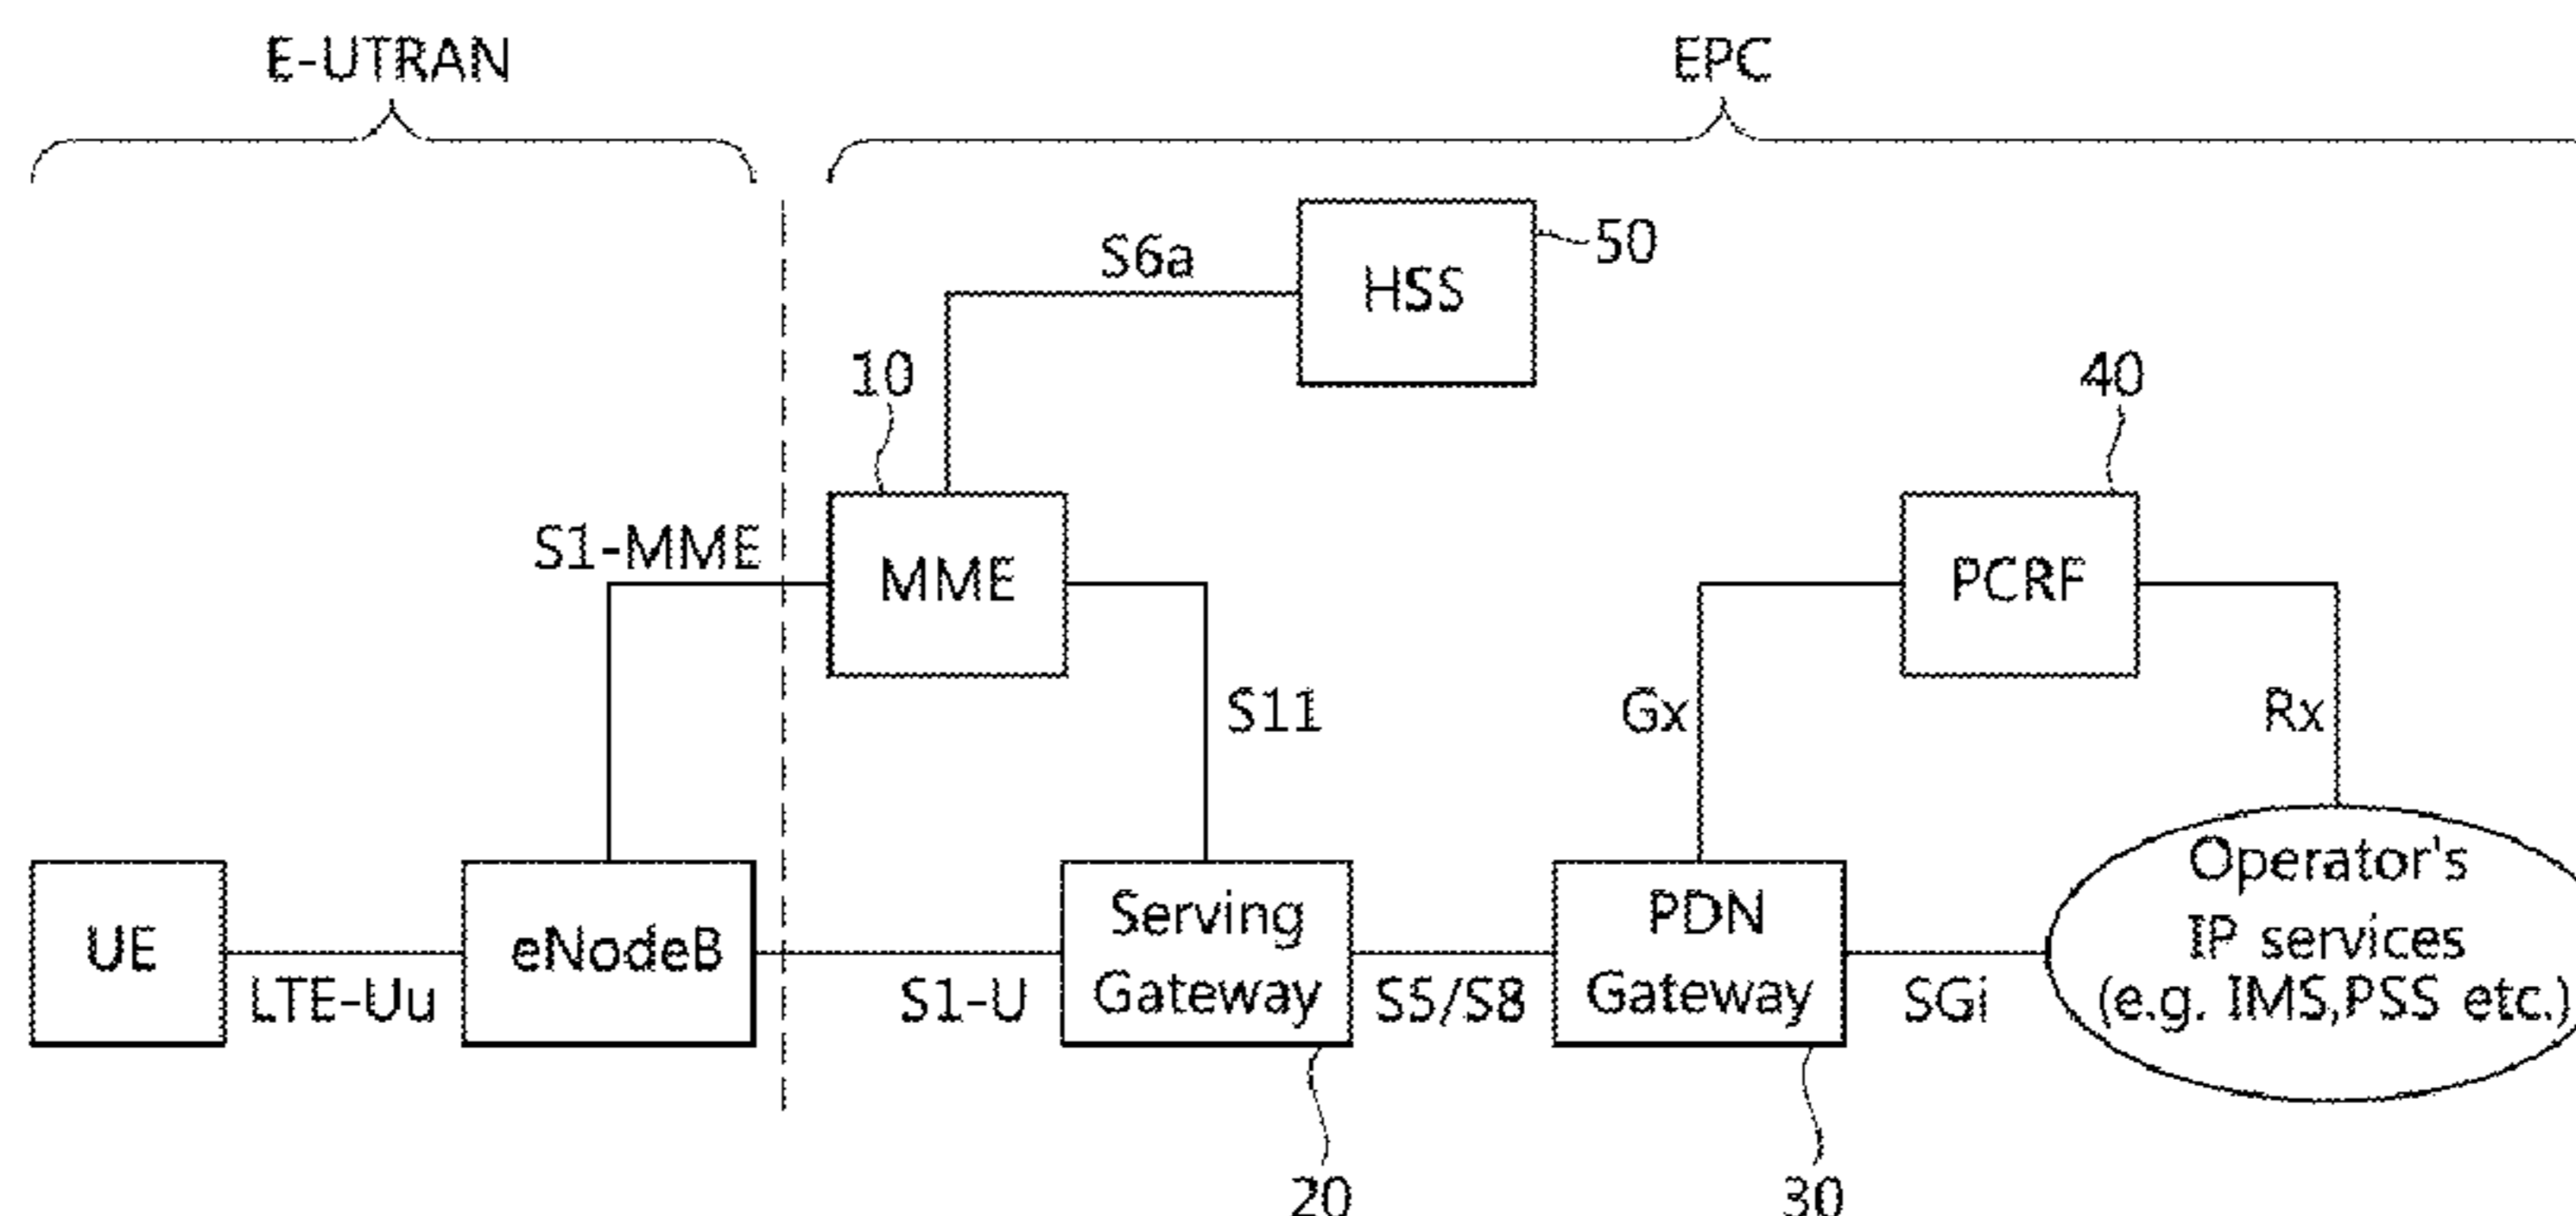 E-UTRAN
EPC
S6a
HSS
50
10
40
S1-MME
MME
PCRF
S11
Gx
Rx
UE
LTE-Uu
eNodeB
S1-U
Serving
Gateway
S5/S8
PDN
Gateway
SGi
Operator's
IP services
(e.g. IMS,PSS etc.)
20
30